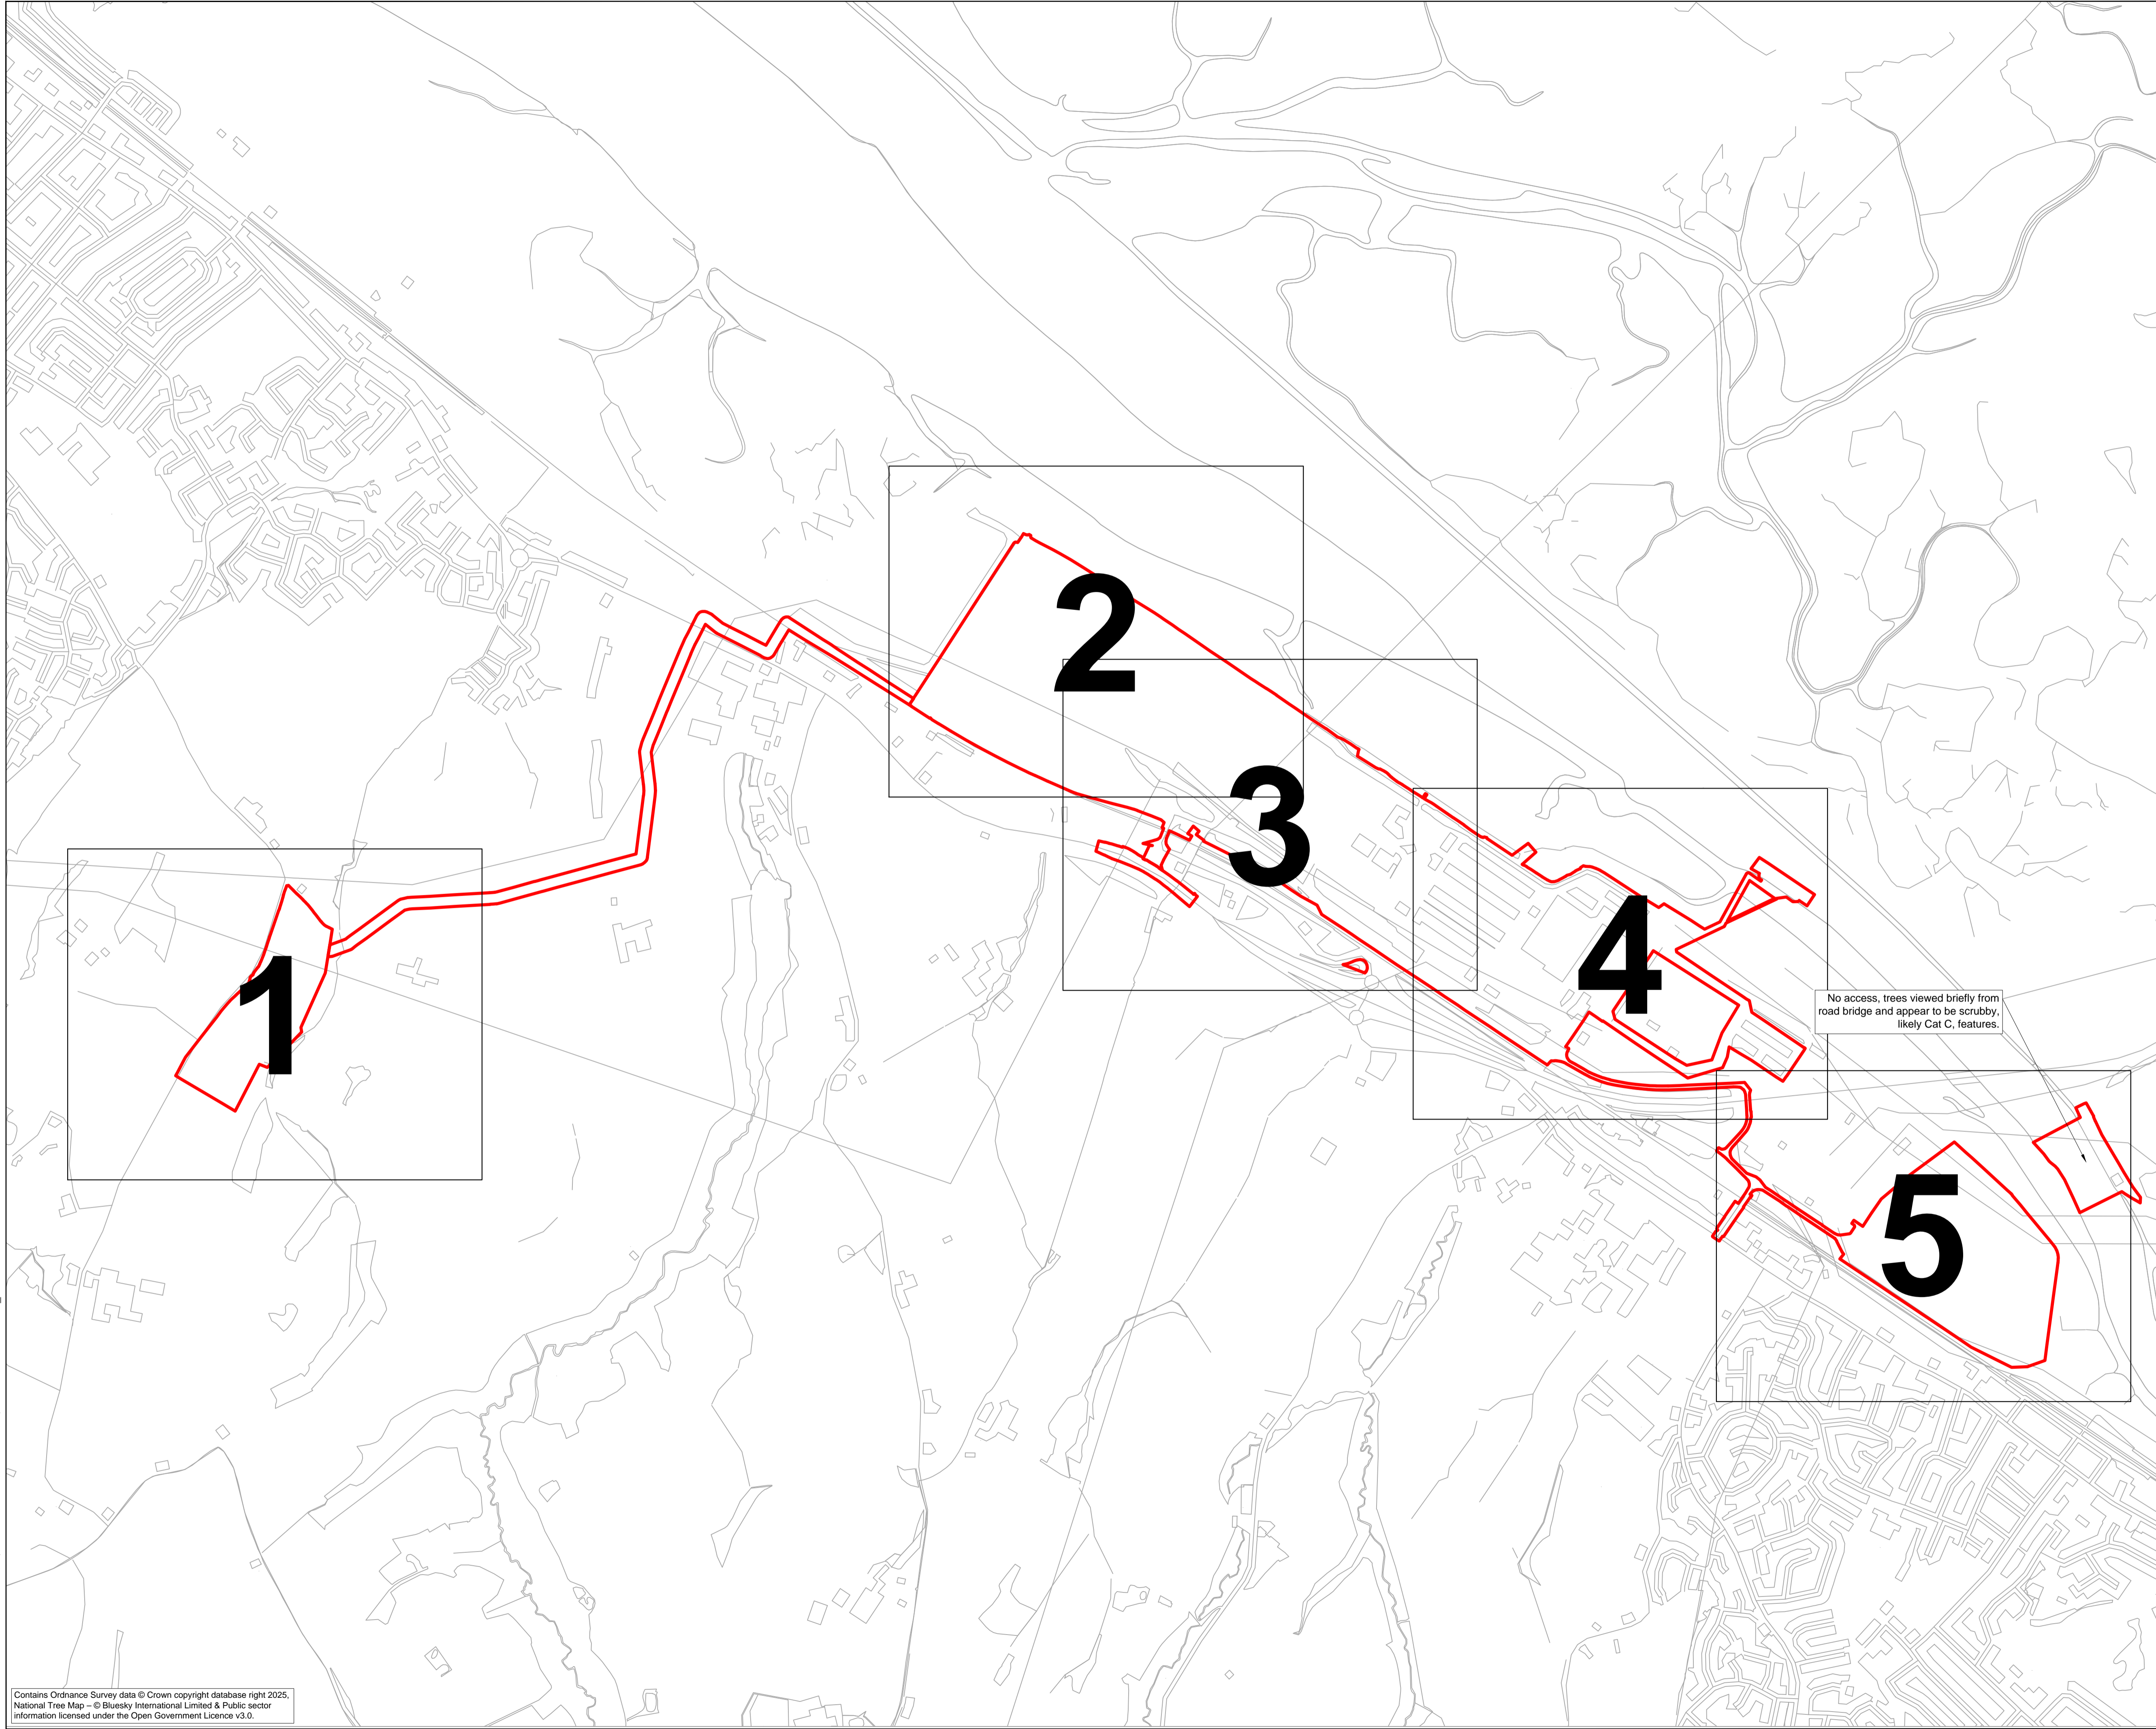 2
3
4
1
No access, trees viewed briefly from
road bridge and appear to be scrubby,
likely Cat C, features.
5
Contains Ordnance Survey data © Crown copyright database right 2025,
National Tree Map – © Bluesky International Limited & Public sector
information licensed under the Open Government Licence v3.0.